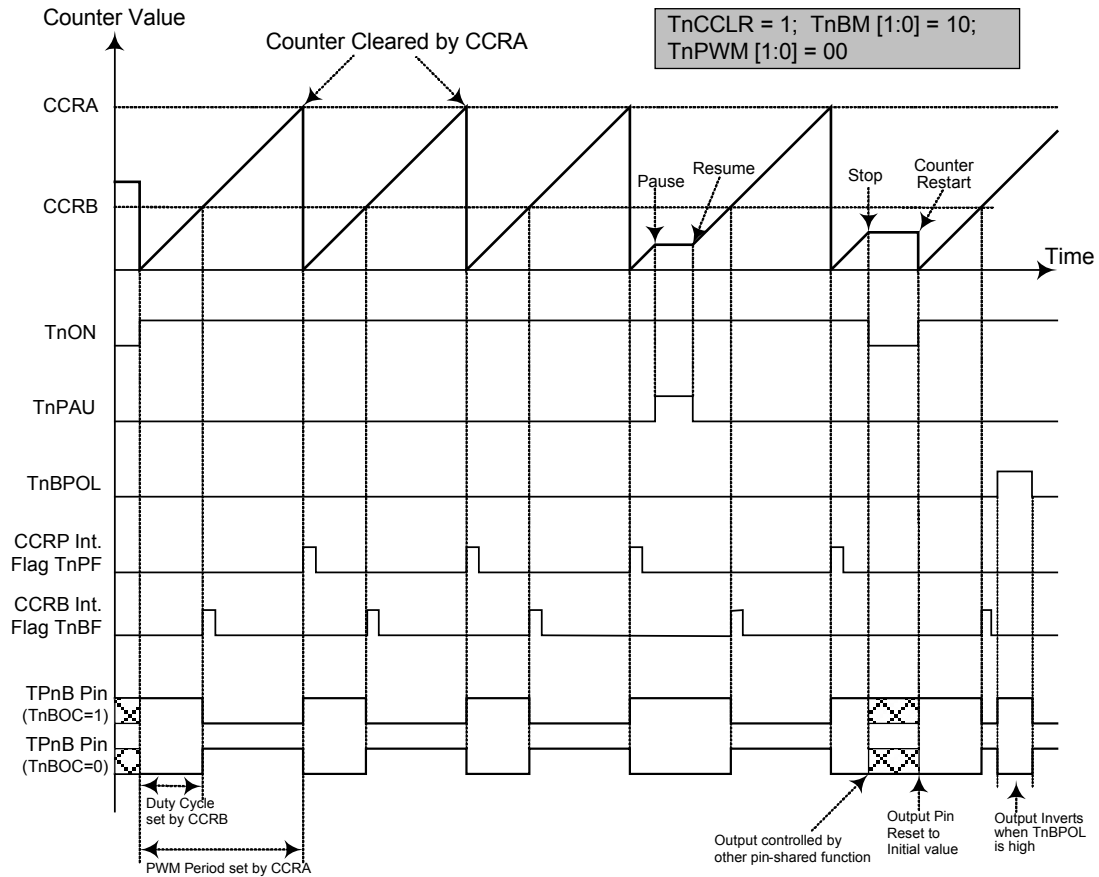 Counter Value
TnCCLR = 1; TnBM [1:0] = 10;
TnPWM [1:0] = 00
Counter Cleared by CCRA
CCRA
Pause
Resume
Stop
Counter
Restart
CCRB
Time
TnON
TnPAU
TnBPOL
CCRP Int.
Flag TnPF
CCRB Int.
Flag TnBF
TPnB Pin
(TnBOC=1)
TPnB Pin
(TnBOC=0)
Duty Cycle
set by CCRB
PWM Period set by CCRA
Output controlled by
other pin-shared function
Output Pin
Reset to
Initial value
Output Inverts
when TnBPOL
is high